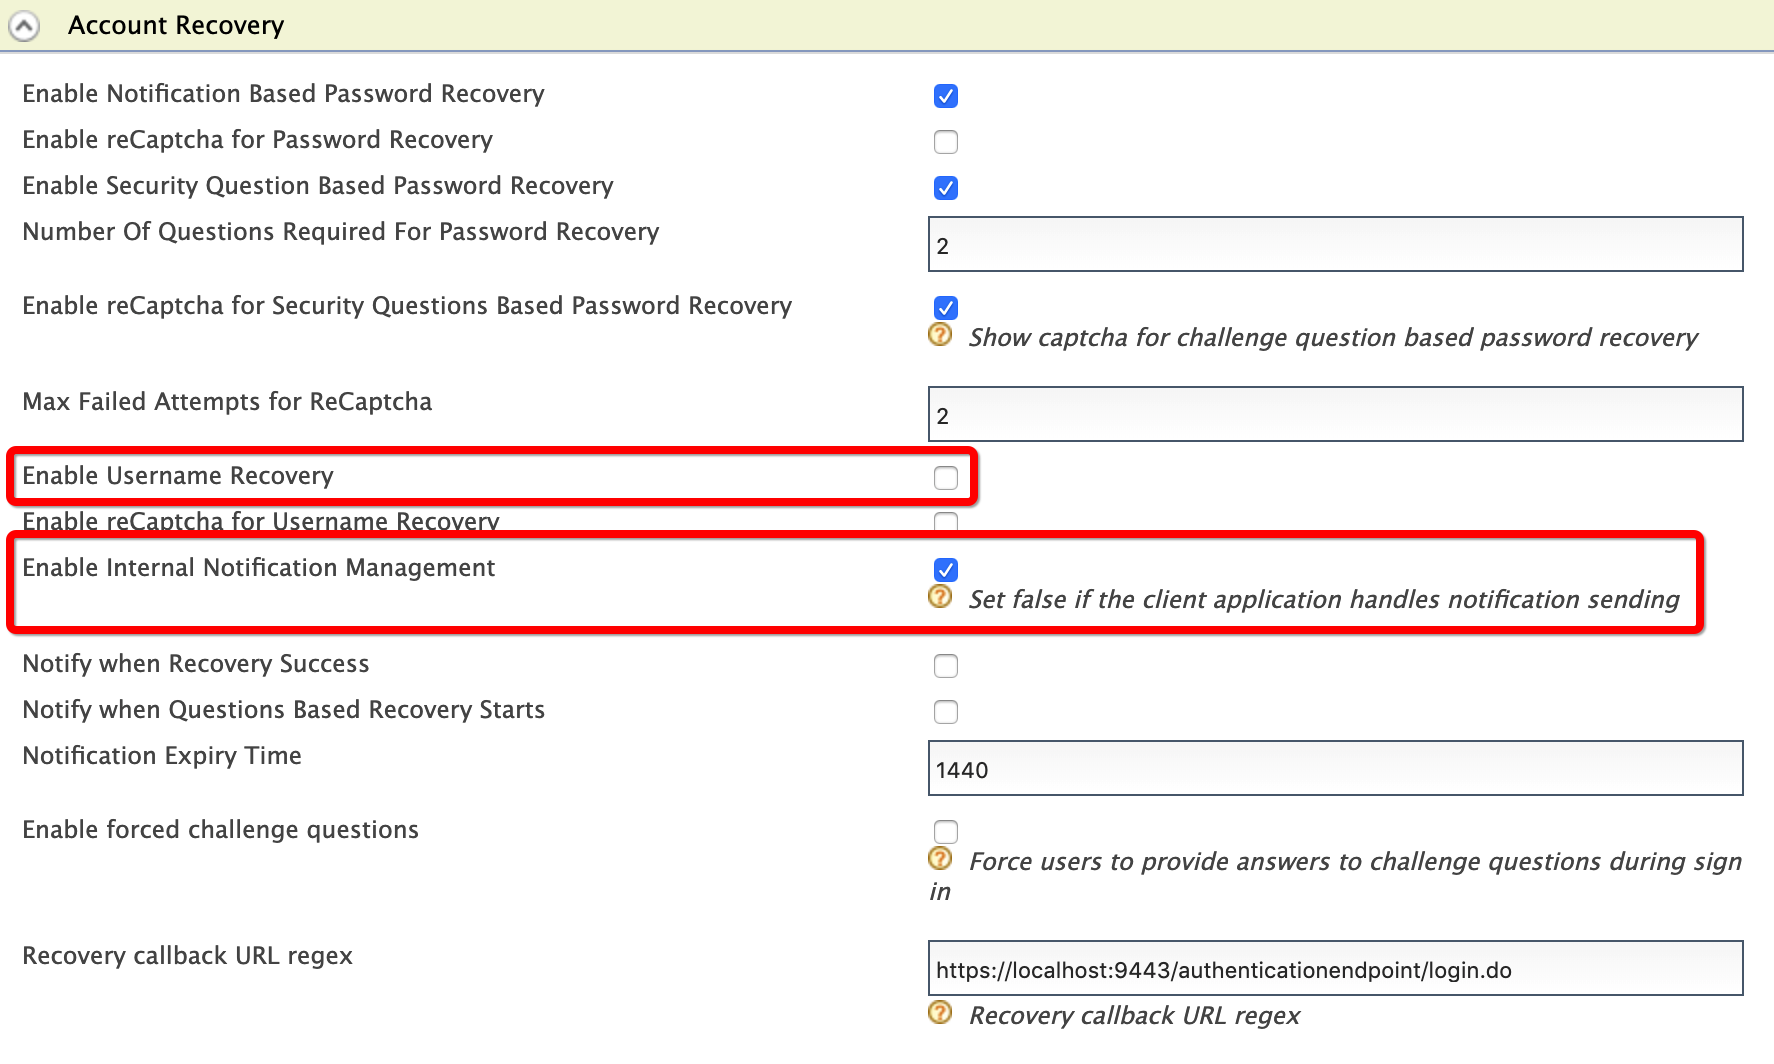 Account Recovery
Enable Notification Based Password Recovery
Enable reCaptcha for Password Recovery
Enable Security Question Based Password Recovery
Number Of Questions Required For Password Recovery
2
Enable reCaptcha for Security Questions Based Password Recovery
Show captcha for challenge question based password recovery
Max Failed Attempts for ReCaptcha
2
Enable Username Recovery
Enable reCaptcha for Username Recovery
Enable Internal Notification Management
Set false if the client application handles notification sending
Notify when Recovery Success
Notify when Questions Based Recovery Starts
Notification Expiry Time
1440
Enable forced challenge questions
Force users to provide answers to challenge questions during sign
in
Recovery callback URL regex
https://localhost:9443/authenticationendpoint/login.do
Recovery callback URL regex